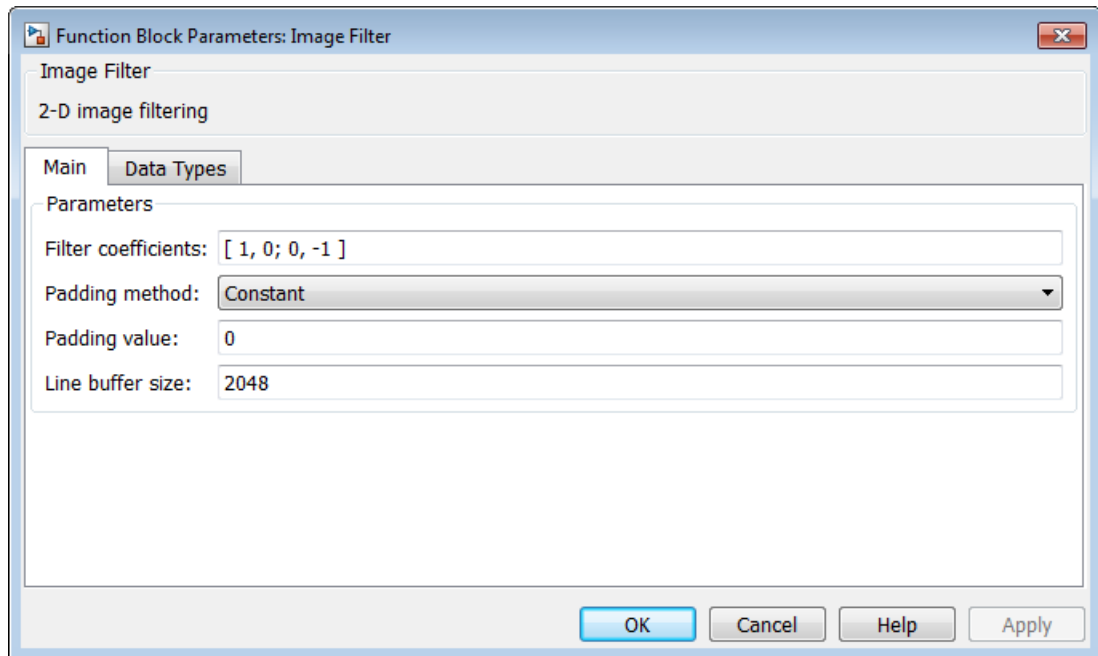 Function Block Parameters: Image Filter
Image Filter
2-D image filtering
Main Data Types
Parameters
Filter coefficients: [ 1, 0; 0, -1 ]
Padding method: Constant
Padding value: 0
Line buffer size: 2048
OK Cancel Help Apply